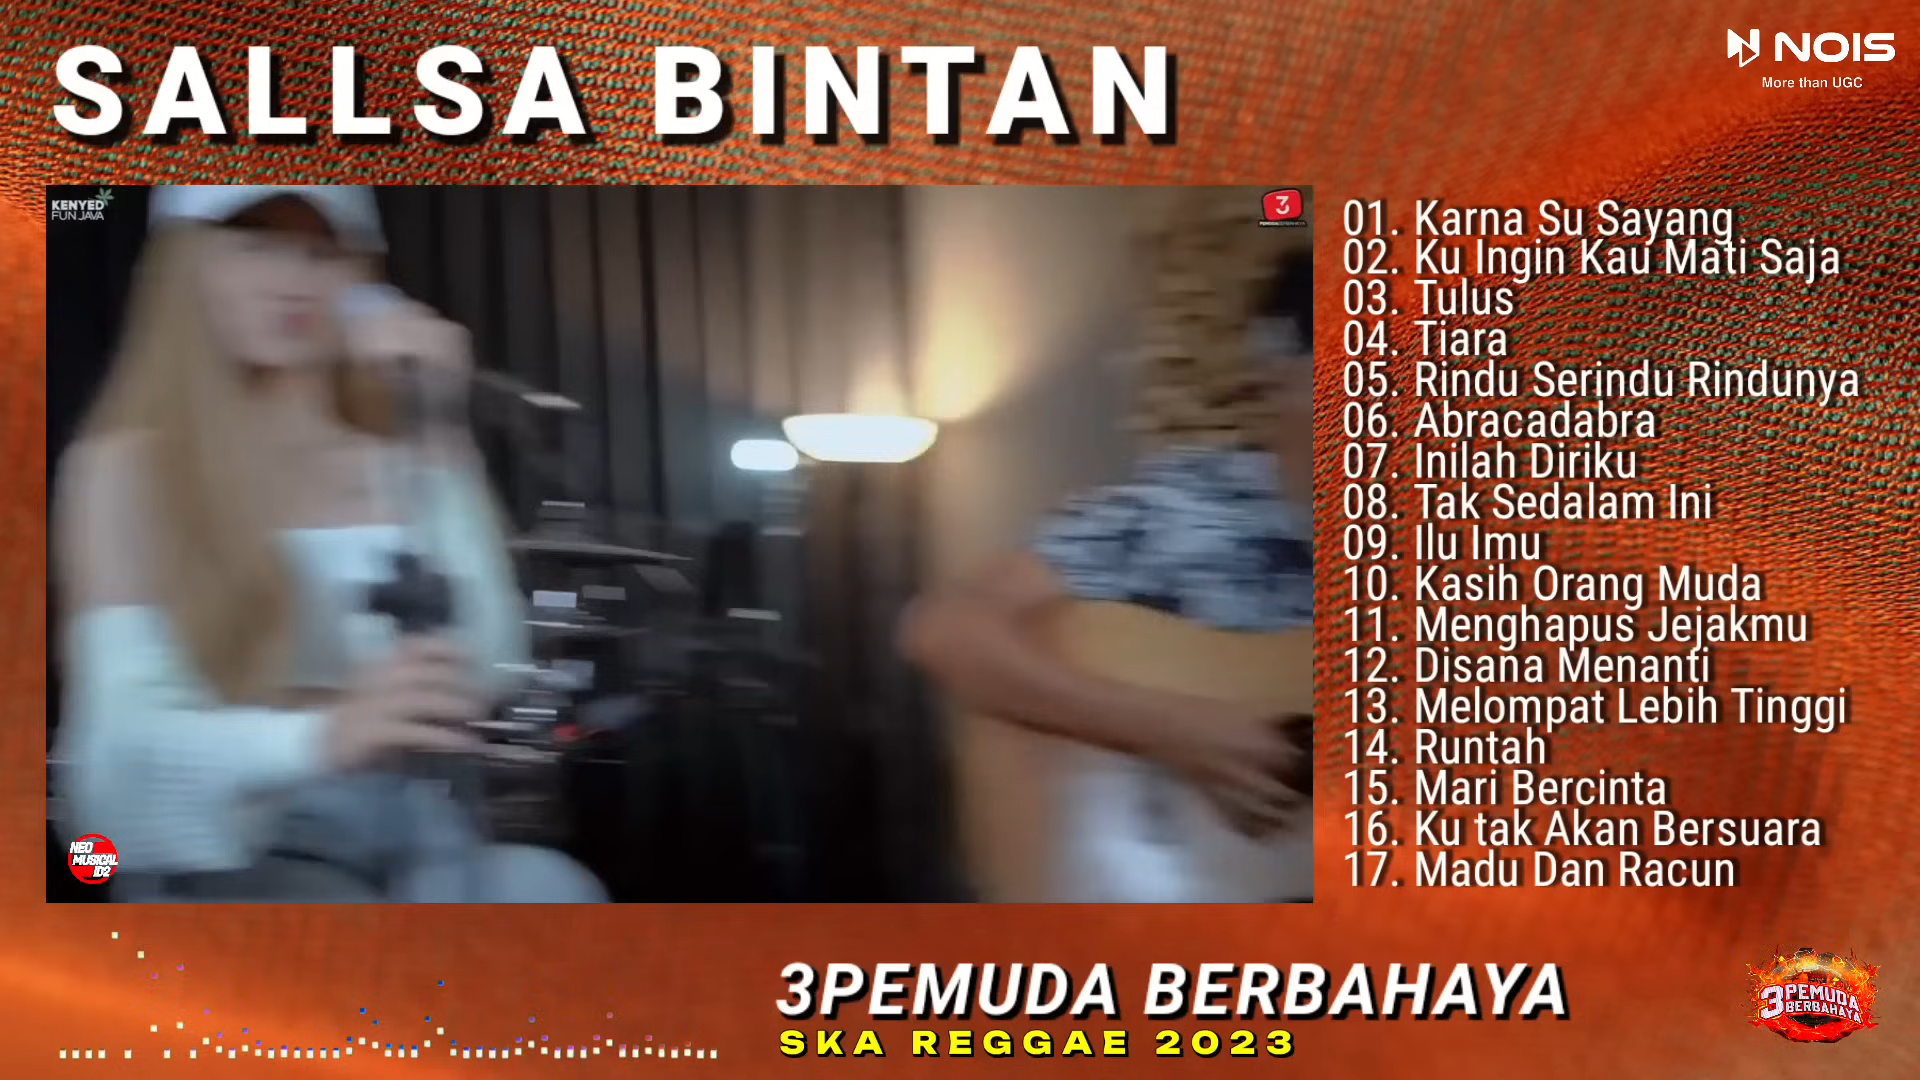 SALLSA BINTAN
NOIS
More than UGC
KENYED
FUN JAVA
3
01. Karna Su Sayang
02. Ku Ingin Kau Mati Saja
03. Tulus
04. Tiara
05. Rindu Serindu Rindunya
06. Abracadabra
07. Inilah Diriku
08. Tak Sedalam Ini
09. Ilu Imu
10. Kasih Orang Muda
11. Menghapus Jejakmu
12. Disana Menanti
13. Melompat Lebih Tinggi
14. Runtah
15. Mari Bercinta
16. Ku tak Akan Bersuara
17. Madu Dan Racun
NEO
MUSICAL
ID2
3PEMUDA BERBAHAYA
SKA REGGAE 2023
3PEMUDA
BERBAHAYA